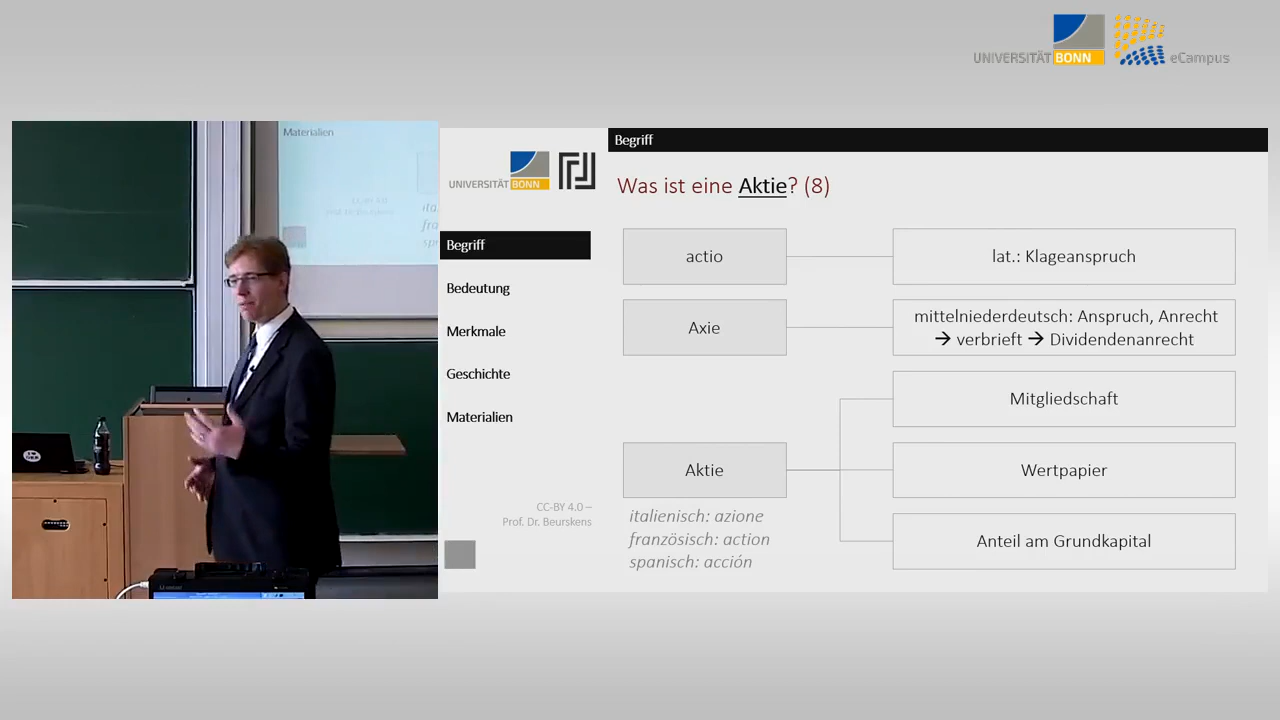 UNIVERSITÄT BONN
eCampus
Materialien
UNIVERSITÄT BONN
Begriff
Bedeutung
Merkmale
Geschichte
Materialien
CC-BY 4.0 –
Prof. Dr. Beurskens
Begriff
Was ist eine Aktie? (8)
actio
lat.: Klageanspruch
Axie
mittelniederdeutsch: Anspruch, Anrecht
→ verbrieft → Dividendenanrecht
Mitgliedschaft
Aktie
Wertpapier
italienisch: azione
französisch: action
spanisch: acción
Anteil am Grundkapital